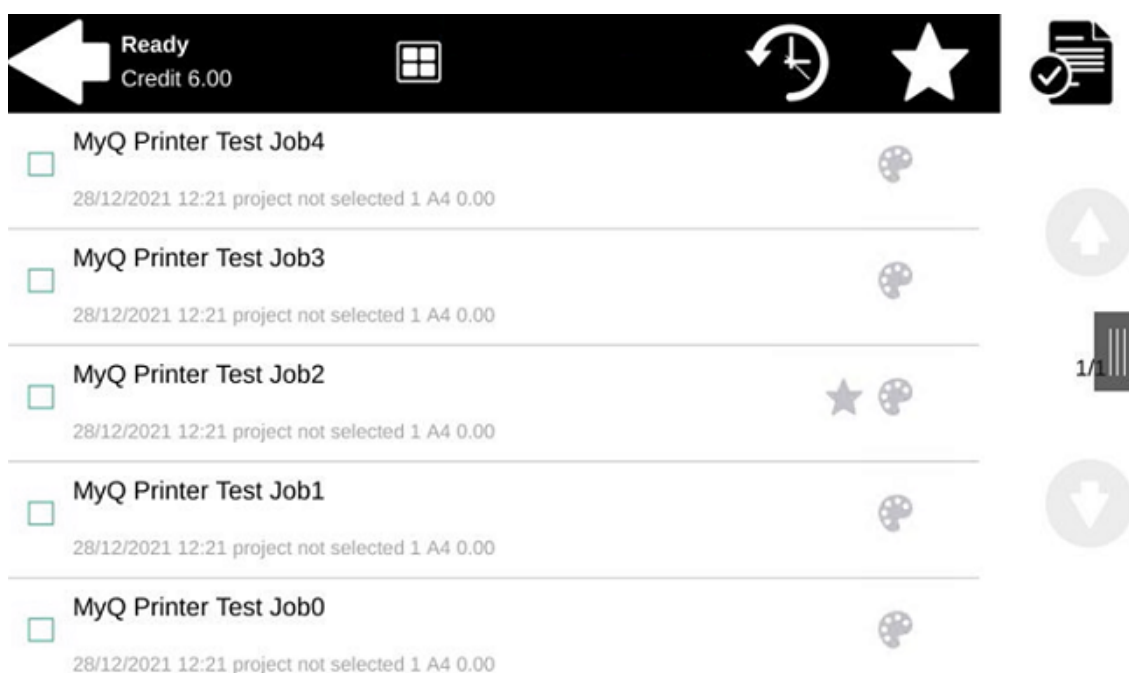 Ready
Credit 6.00
MyQ Printer Test Job4
28/12/2021 12:21 project not selected 1 A4 0.00
MyQ Printer Test Job3
28/12/2021 12:21 project not selected 1 A4 0.00
1/1
MyQ Printer Test Job2
28/12/2021 12:21 project not selected 1 A4 0.00
MyQ Printer Test Job1
28/12/2021 12:21 project not selected 1 A4 0.00
MyQ Printer Test Job0
28/12/2021 12:21 project not selected 1 A4 0.00